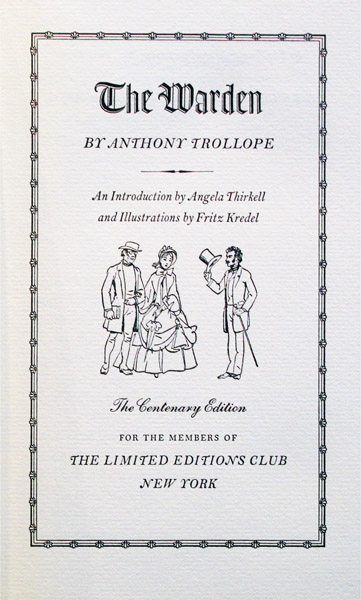 The Warden
BY ANTHONY TROLLOPE
An Introduction by Angela Thirkell
and Illustrations by Fritz Kredel
The Centenary Edition
FOR THE MEMBERS OF
THE LIMITED EDITIONS CLUB
NEW YORK